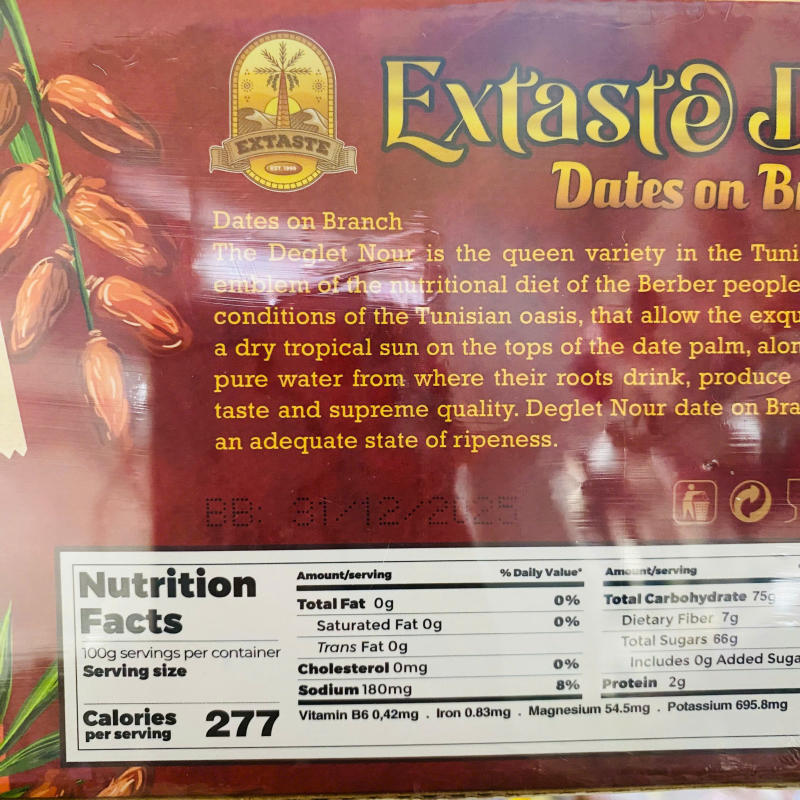 EXTASTE
EST. 1990
Extaste D
Dates on Br
Dates on Branch
The Deglet Nour is the queen variety in the Tuni
emblem of the nutritional diet of the Berber people
conditions of the Tunisian oasis, that allow the exqu
a dry tropical sun on the tops of the date palm, alon
pure water from where their roots drink, produce
taste and supreme quality. Deglet Nour date on Bra
an adequate state of ripeness.
BB: 31/12/2025
Nutrition
Facts
100g servings per container
Serving size
Calories
per serving
277
Amount/serving % Daily Value*
Total Fat 0g 0%
Saturated Fat 0g 0%
Trans Fat 0g
Cholesterol 0mg 0%
Sodium 180mg 8%
Amount/serving
Total Carbohydrate 75g
Dietary Fiber 7g
Total Sugars 66g
Includes 0g Added Suga
Protein 2g
Vitamin B6 0,42mg . Iron 0.83mg . Magnesium 54.5mg . Potassium 695.8mg